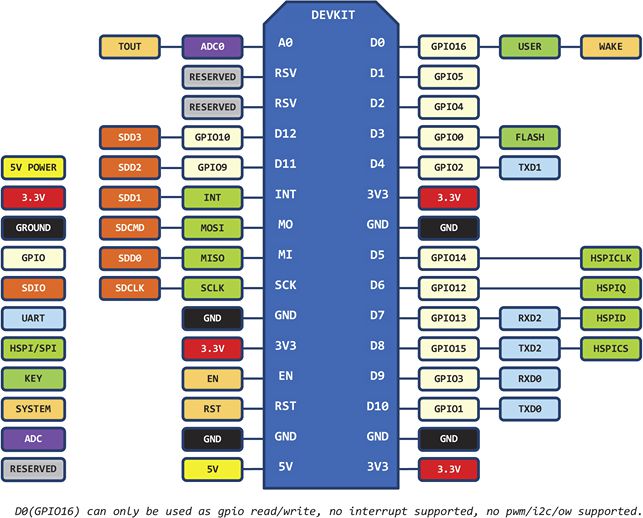 DEVKIT
TOUT ADC0 A0 D0 GPIO16 USER WAKE
RESERVED RSV D1 GPIO5
RESERVED RSV D2 GPIO4
SDD3 GPIO10 D12 D3 GPIO0 FLASH
5V POWER SDD2 GPIO9 D11 D4 GPIO2 TXD1
3.3V SDD1 INT INT 3V3 3.3V
GROUND SDCMD MOSI MO GND GND
GPIO SDD0 MISO MI D5 GPIO14 HSPICLK
SDIO SDCLK SCLK SCK D6 GPIO12 HSPIQ
UART GND GND D7 GPIO13 RXD2 HSPID
HSPI/SPI 3.3V 3V3 D8 GPIO15 TXD2 HSPICS
KEY EN EN D9 GPIO3 RXD0
SYSTEM RST RST D10 GPIO1 TXD0
ADC GND GND GND GND
RESERVED 5V 5V 3V3 3.3V
D0(GPIO16) can only be used as gpio read/write, no interrupt supported, no pwm/i2c/ow supported.